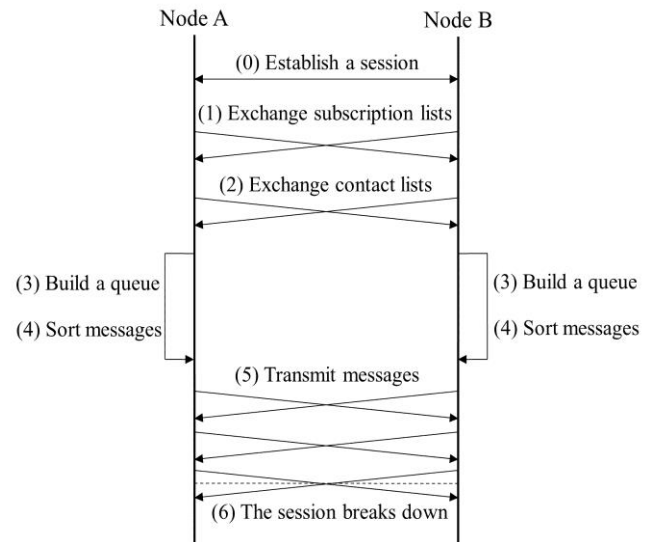 Node A
Node B
(0) Establish a session
(1) Exchange subscription lists
(2) Exchange contact lists
(3) Build a queue
(4) Sort messages
(3) Build a queue
(4) Sort messages
(5) Transmit messages
(6) The session breaks down